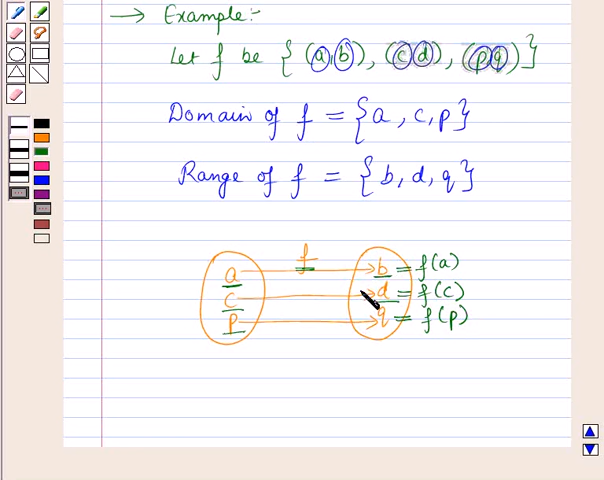 → Example:-
Let f be { (a,b), (c,d), (p,q) }
Domain of f = {a, c, p}
Range of f = {b, d, q}
f
a b = f(a)
c d = f(c)
p q = f(p)